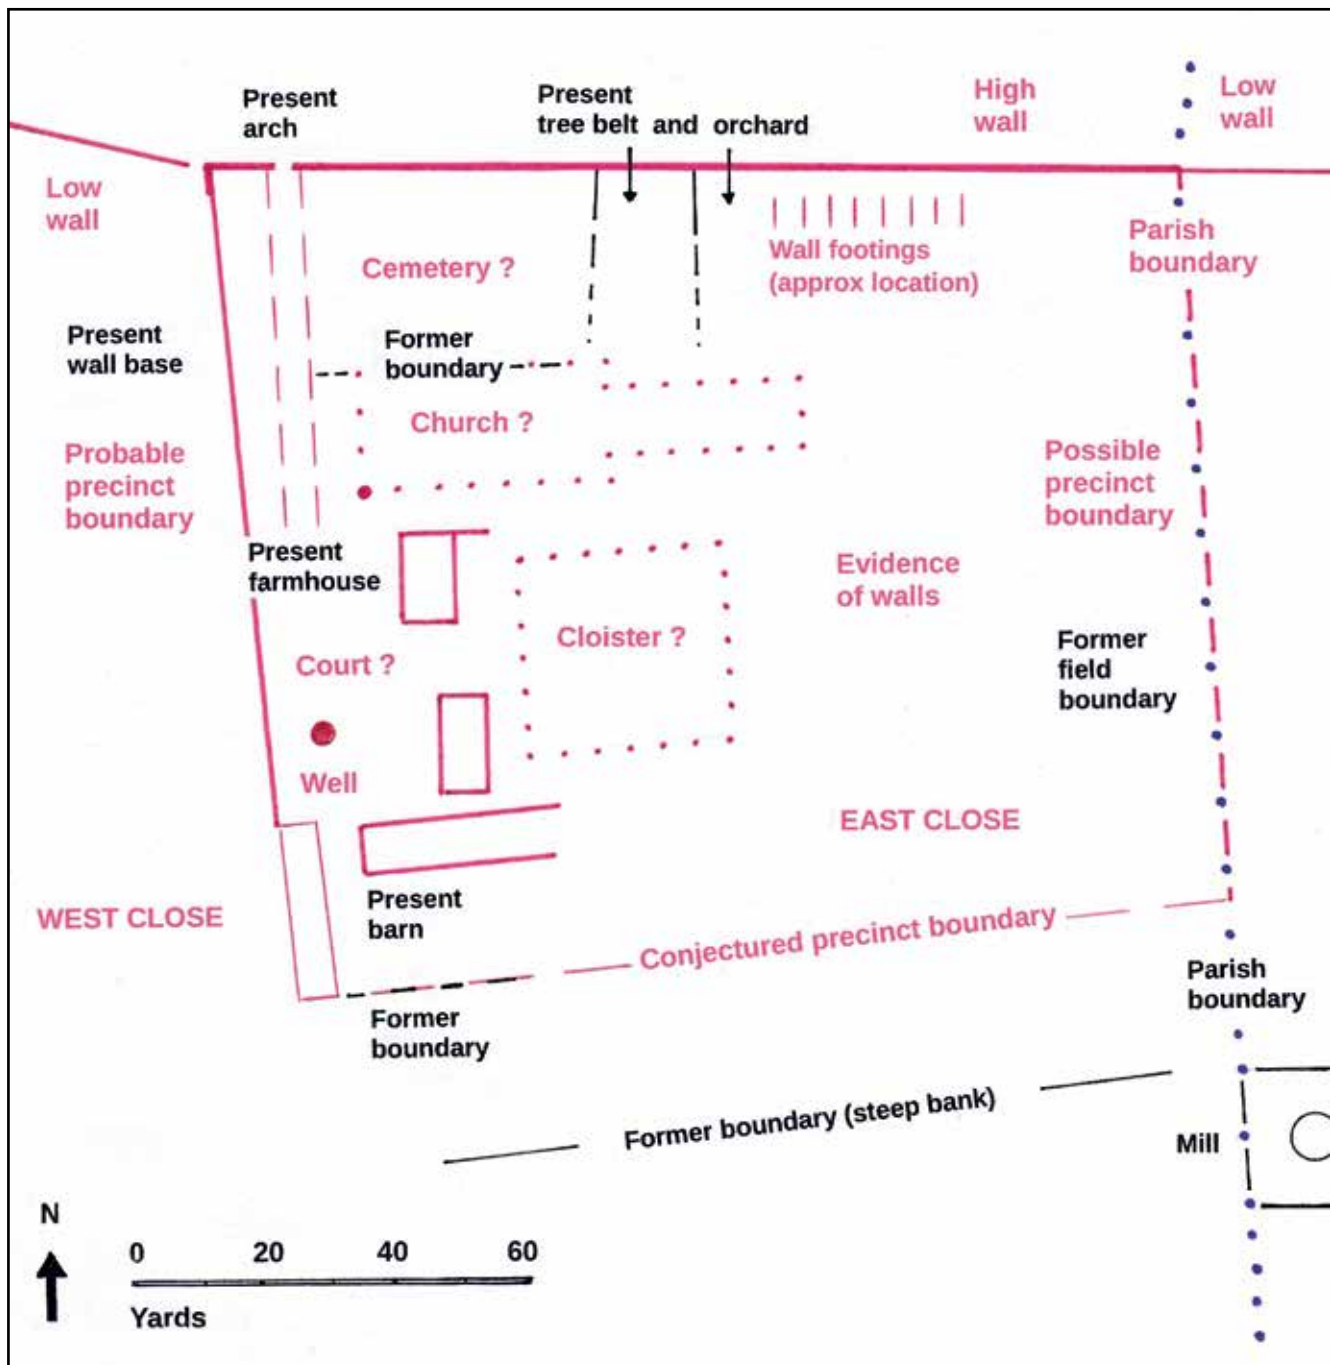 Present
arch
Present
tree belt and orchard
High
wall
Low
wall
Low
wall
Cemetery ?
Wall footings
(approx location)
Parish
boundary
Present
wall base
Former
boundary
Church ?
Probable
precinct
boundary
Possible
precinct
boundary
Present
farmhouse
Evidence
of walls
Court ?
Cloister ?
Former
field
boundary
Well
EAST CLOSE
Present
barn
WEST CLOSE
Conjectured precinct boundary
Parish
boundary
Former
boundary
Former boundary (steep bank)
Mill
N
0 20 40 60
Yards